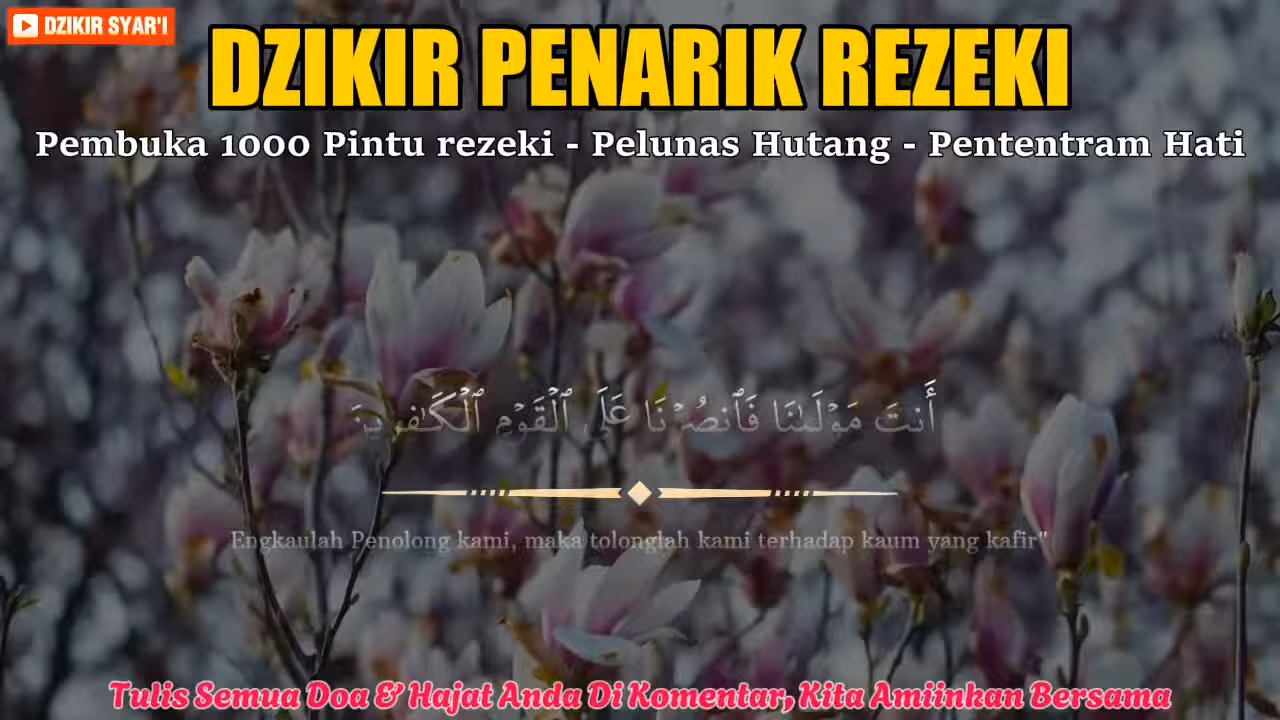 DZIKIR SYAR'I
DZIKIR PENARIK REZEKI
Pembuka 1000 Pintu rezeki - Pelunas Hutang - Pententram Hati
أَنتَ مَوۡلَىٰنَا فَٱنصُرۡنَا عَلَى ٱلۡقَوۡمِ ٱلۡكَٰفِرِينَ
Engkaulah Penolong kami, maka tolonglah kami terhadap kaum yang kafir"
Tulis Semua Doa & Hajat Anda Di Komentar, Kita Amiinkan Bersama